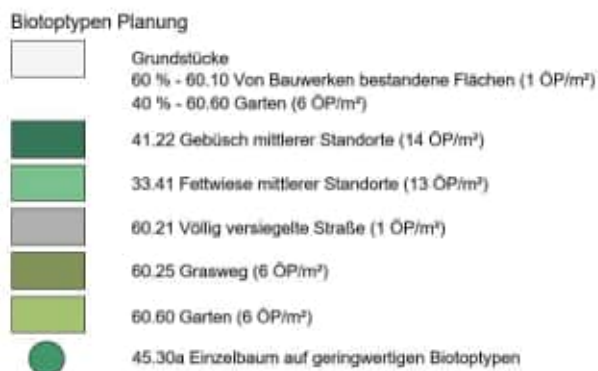 Biotoptypen Planung
Grundstücke
60 % - 60.10 Von Bauwerken bestandene Flächen (1 ÖP/m²)
40 % - 60.60 Garten (6 ÖP/m²)
41.22 Gebüsch mittlerer Standorte (14 ÖP/m²)
33.41 Fettwiese mittlerer Standorte (13 ÖP/m²)
60.21 Völlig versiegelte Straße (1 ÖP/m²)
60.25 Grasweg (6 ÖP/m²)
60.60 Garten (6 ÖP/m²)
45.30a Einzelbaum auf geringwertigen Biotoptypen